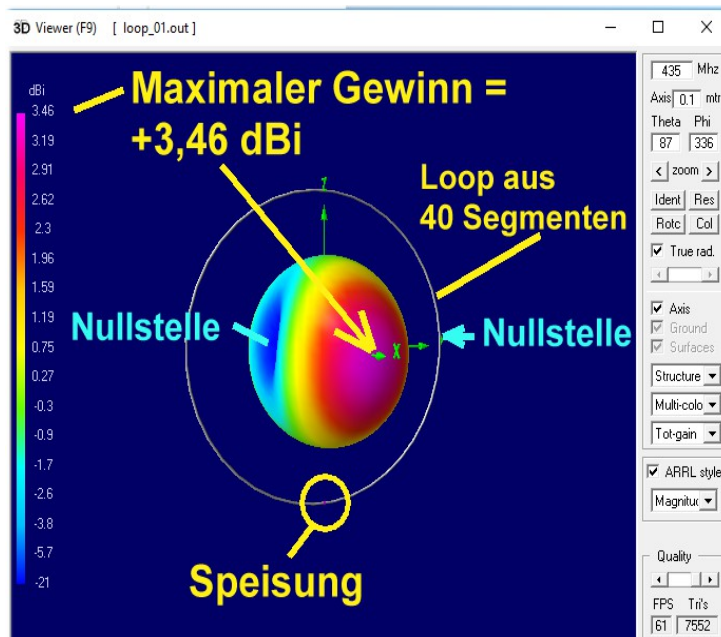 3D Viewer (F9) [ loop_01.out ]
dBi
3.46
3.19
2.91
2.62
2.3
1.96
1.59
1.19
0.75
0.27
-0.3
-0.9
-1.7
-2.6
-3.8
-5.7
-21
Maximaler Gewinn =
+3,46 dBi
Loop aus
40 Segmenten
Nullstelle
Nullstelle
X
Speisung
435 Mhz
Axis 0.1 mtr
Theta Phi
87 336
< zoom >
Ident Res
Rotc Col
True rad.
Axis
Ground
Surfaces
Structure
Multi-colo
Tot-gain
ARRL style
Magnitu
Quality
FPS Tri's
61 7552